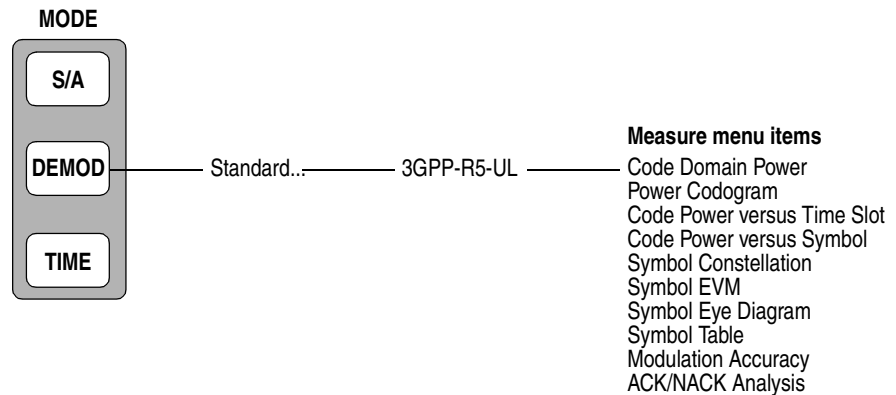 MODE
S/A
DEMOD
Standard...
3GPP-R5-UL
TIME
Measure menu items
Code Domain Power
Power Codogram
Code Power versus Time Slot
Code Power versus Symbol
Symbol Constellation
Symbol EVM
Symbol Eye Diagram
Symbol Table
Modulation Accuracy
ACK/NACK Analysis